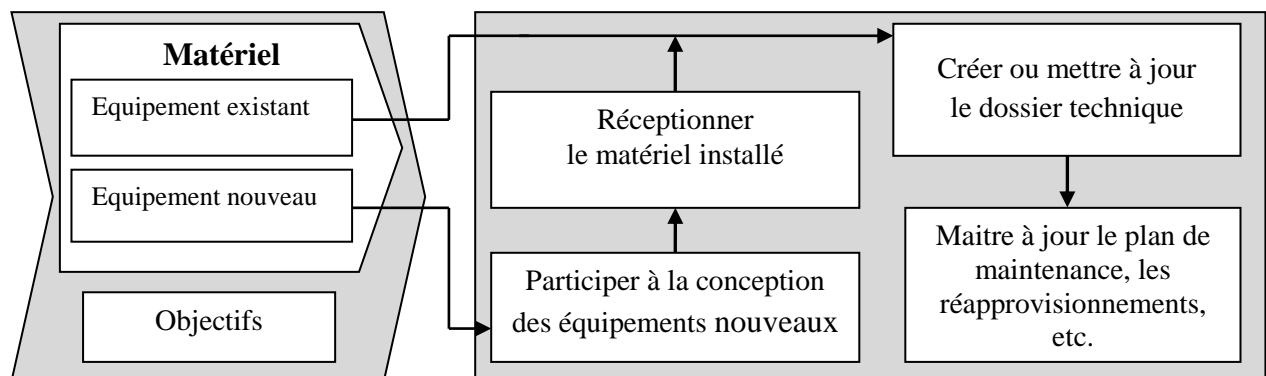 Matériel
Equipement existant
Equipement nouveau
Objectifs
Réceptionner
le matériel installé
Participer à la conception
des équipements nouveaux
Créer ou mettre à jour
le dossier technique
Maitre à jour le plan de
maintenance, les
réapprovisionnements,
etc.